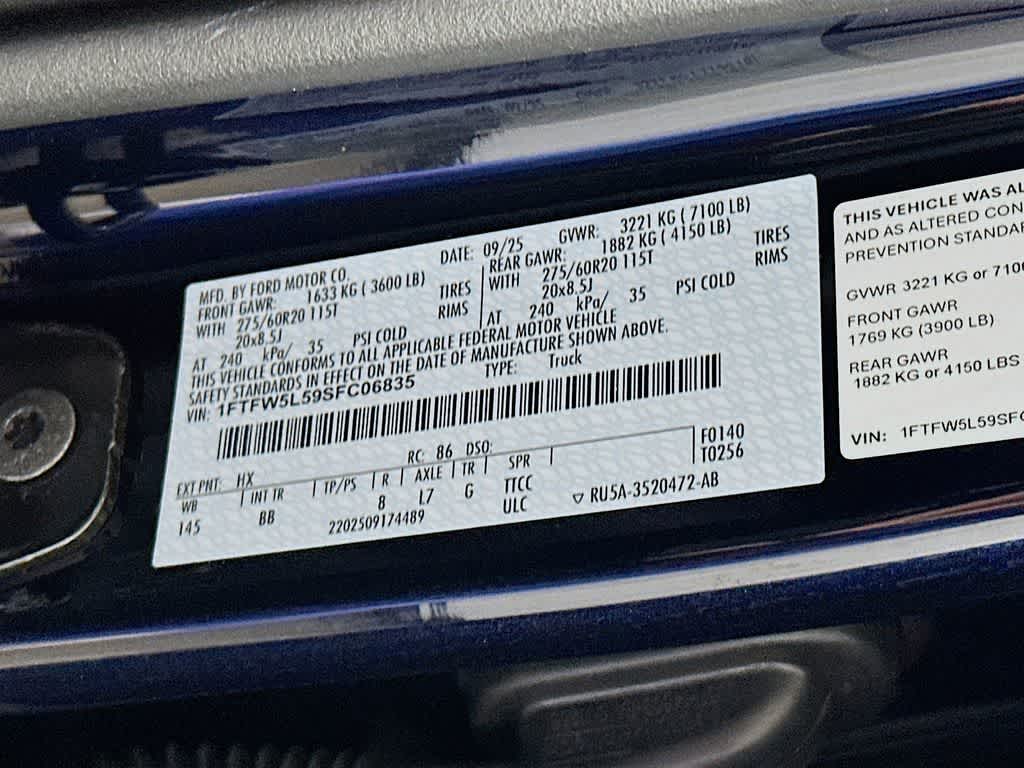 MFD. BY FORD MOTOR CO. DATE: 09/25 GVWR: 3221 KG ( 7100 LB)
FRONT GAWR: 1633 KG ( 3600 LB) REAR GAWR: 1882 KG ( 4150 LB)
WITH 275/60R20 115T TIRES WITH 275/60R20 115T TIRES
20x8.5J RIMS 20x8.5J RIMS
AT 240 kPa/ 35 PSI COLD AT 240 kPa/ 35 PSI COLD
THIS VEHICLE CONFORMS TO ALL APPLICABLE FEDERAL MOTOR VEHICLE
SAFETY STANDARDS IN EFFECT ON THE DATE OF MANUFACTURE SHOWN ABOVE.
VIN: 1FTFW5L59SFC06835 TYPE: Truck
EXT PNT: HX RC: 86 DSO: F0140
WB INT TR TP/PS R AXLE TR SPR T0256
145 BB 8 L7 G TTCC
2202509174489 ULC ▽ RU5A-3520472-AB
THIS VEHICLE WAS
AND AS ALTERED
PREVENTION
GVWR 3221 KG or
FRONT GAWR
1769 KG (3900 LB)
REAR GAWR
1882 KG or 4150 LBS
VIN: 1FTFW5L59SFC